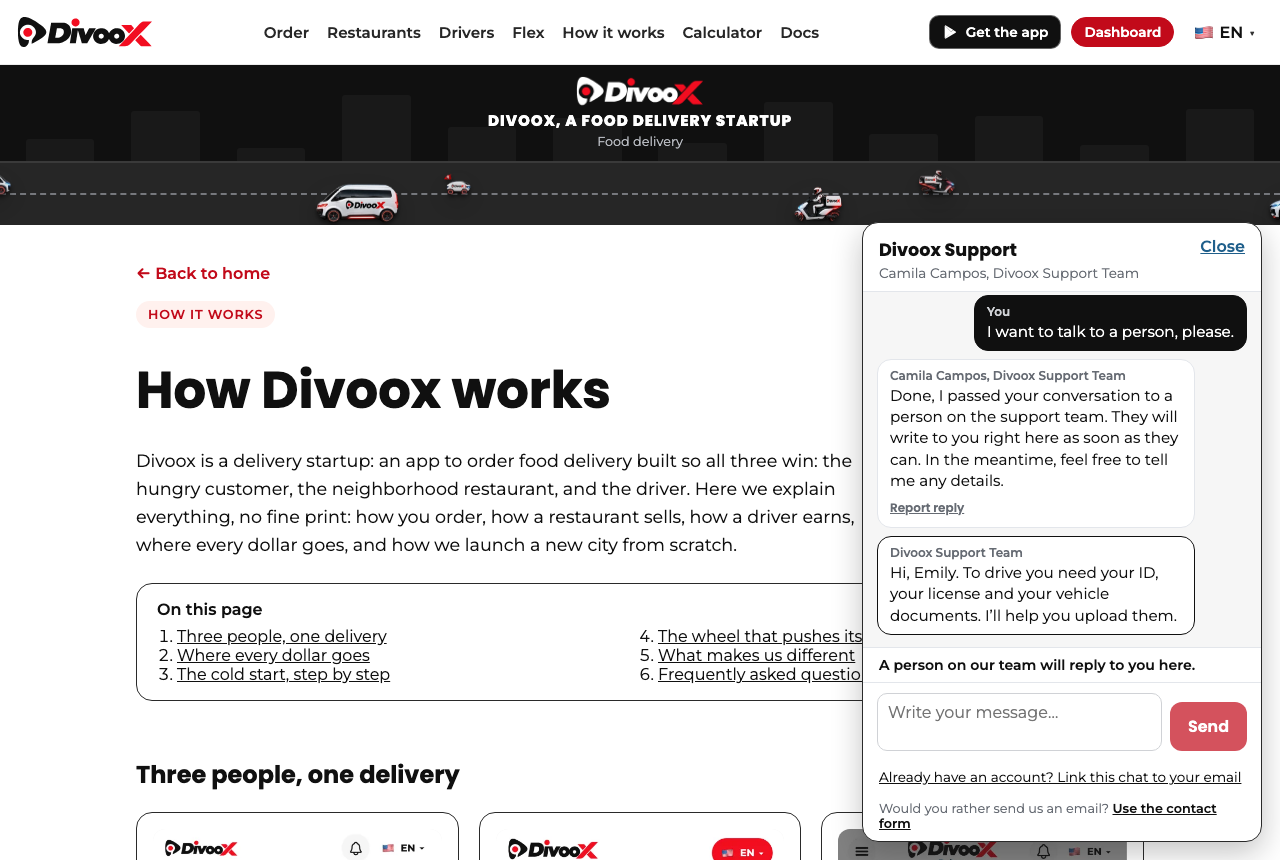 DivooX
Order
Restaurants
Drivers
Flex
How it works
Calculator
Docs
Get the app
Dashboard
EN
DivooX
DIVOOX, A FOOD DELIVERY STARTUP
Food delivery
DivooX
← Back to home
HOW IT WORKS
How Divoox works
Divoox is a delivery startup: an app to order food delivery built so all three win: the
hungry customer, the neighborhood restaurant, and the driver. Here we explain
everything, no fine print: how you order, how a restaurant sells, how a driver earns,
where every dollar goes, and how we launch a new city from scratch.
On this page
1. Three people, one delivery
2. Where every dollar goes
3. The cold start, step by step
4. The wheel that pushes its
5. What makes us different
6. Frequently asked questio
Three people, one delivery
DivooX
EN
DivooX
EN
DivooX
EN
Divoox Support
Close
Camila Campos, Divoox Support Team
You
I want to talk to a person, please.
Camila Campos, Divoox Support Team
Done, I passed your conversation to a
person on the support team. They will
write to you right here as soon as they
can. In the meantime, feel free to tell
me any details.
Report reply
Divoox Support Team
Hi, Emily. To drive you need your ID,
your license and your vehicle
documents. I’ll help you upload them.
A person on our team will reply to you here.
Write your message…
Send
Already have an account? Link this chat to your email
Would you rather send us an email? Use the contact
form